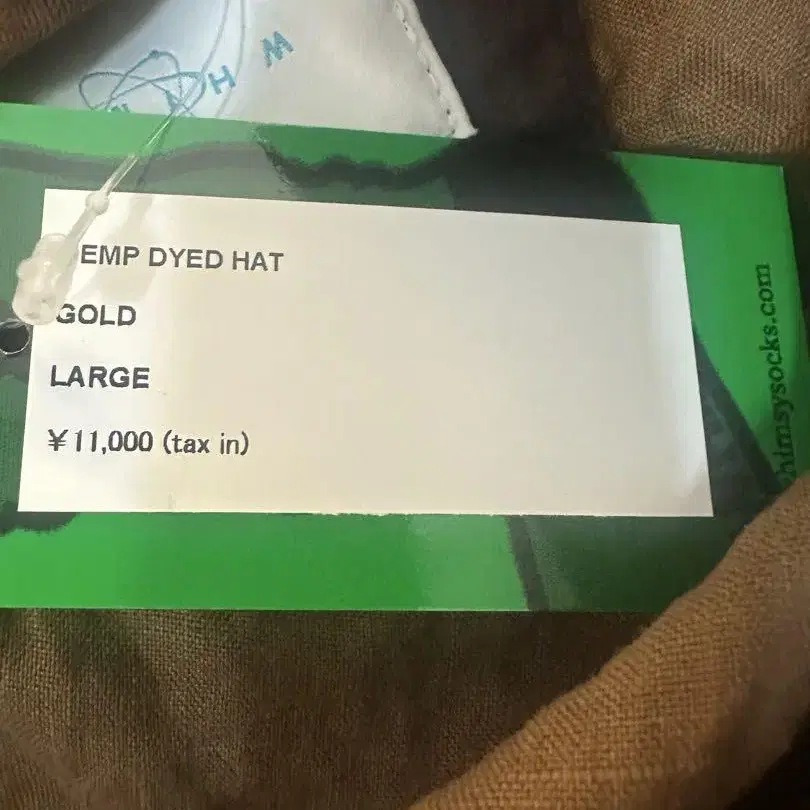 EMP DYED HAT
GOLD
LARGE
¥11,000 (tax in)
himsysocks.com